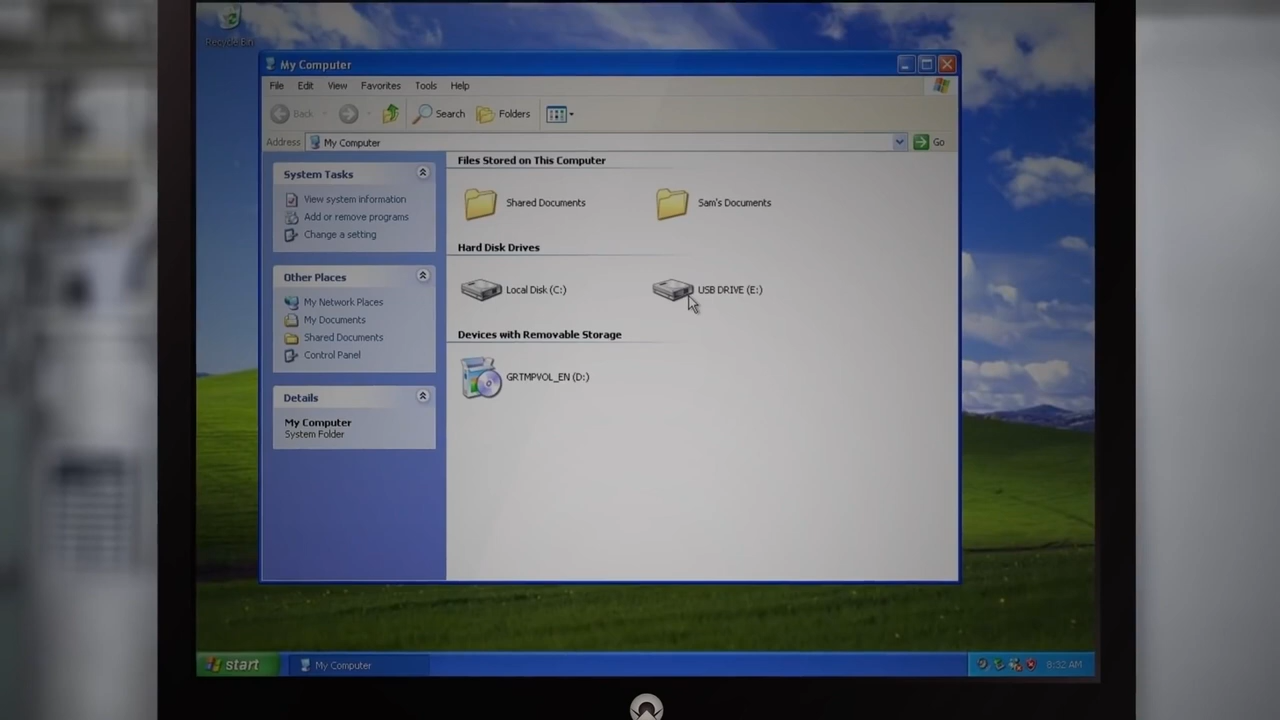 Recycle Bin
My Computer
File Edit View Favorites Tools Help
Back Search Folders
Address My Computer Go
System Tasks
View system information
Add or remove programs
Change a setting
Other Places
My Network Places
My Documents
Shared Documents
Control Panel
Details
My Computer
System Folder
Files Stored on This Computer
Shared Documents Sam's Documents
Hard Disk Drives
Local Disk (C:) USB DRIVE (E:)
Devices with Removable Storage
GRTMPVOL_EN (D:)
start My Computer 8:32 AM